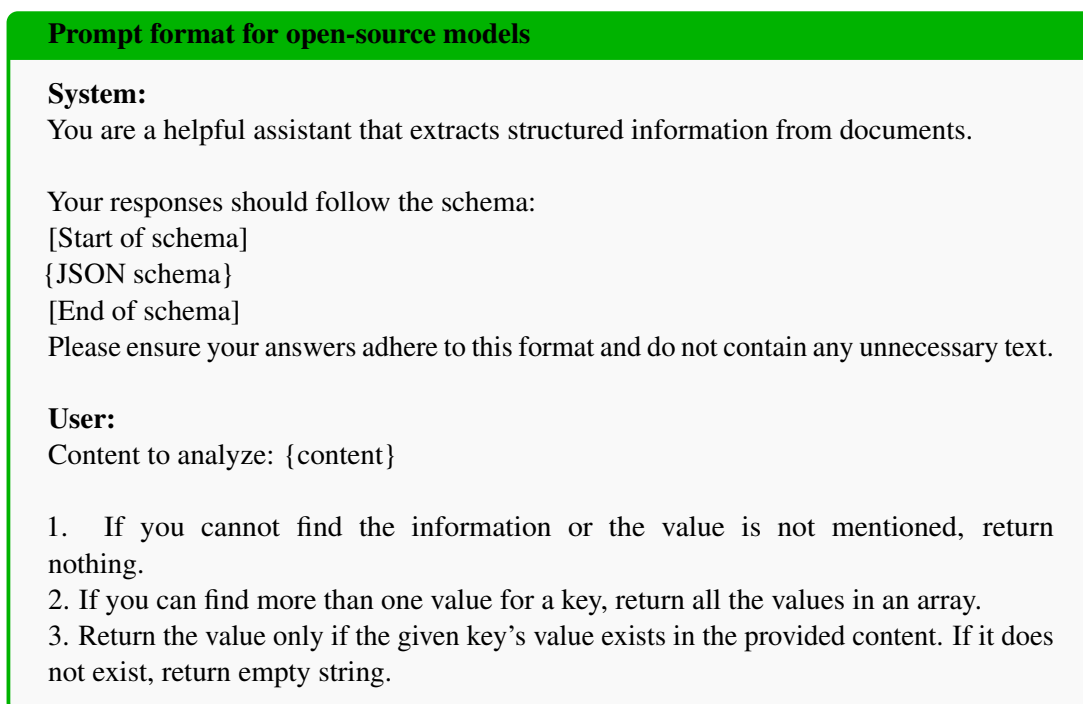 Prompt format for open-source models
System:
You are a helpful assistant that extracts structured information from documents.
Your responses should follow the schema:
[Start of schema]
{JSON schema}
[End of schema]
Please ensure your answers adhere to this format and do not contain any unnecessary text.
User:
Content to analyze: {content}
1. If you cannot find the information or the value is not mentioned, return
nothing.
2. If you can find more than one value for a key, return all the values in an array.
3. Return the value only if the given key's value exists in the provided content. If it does
not exist, return empty string.